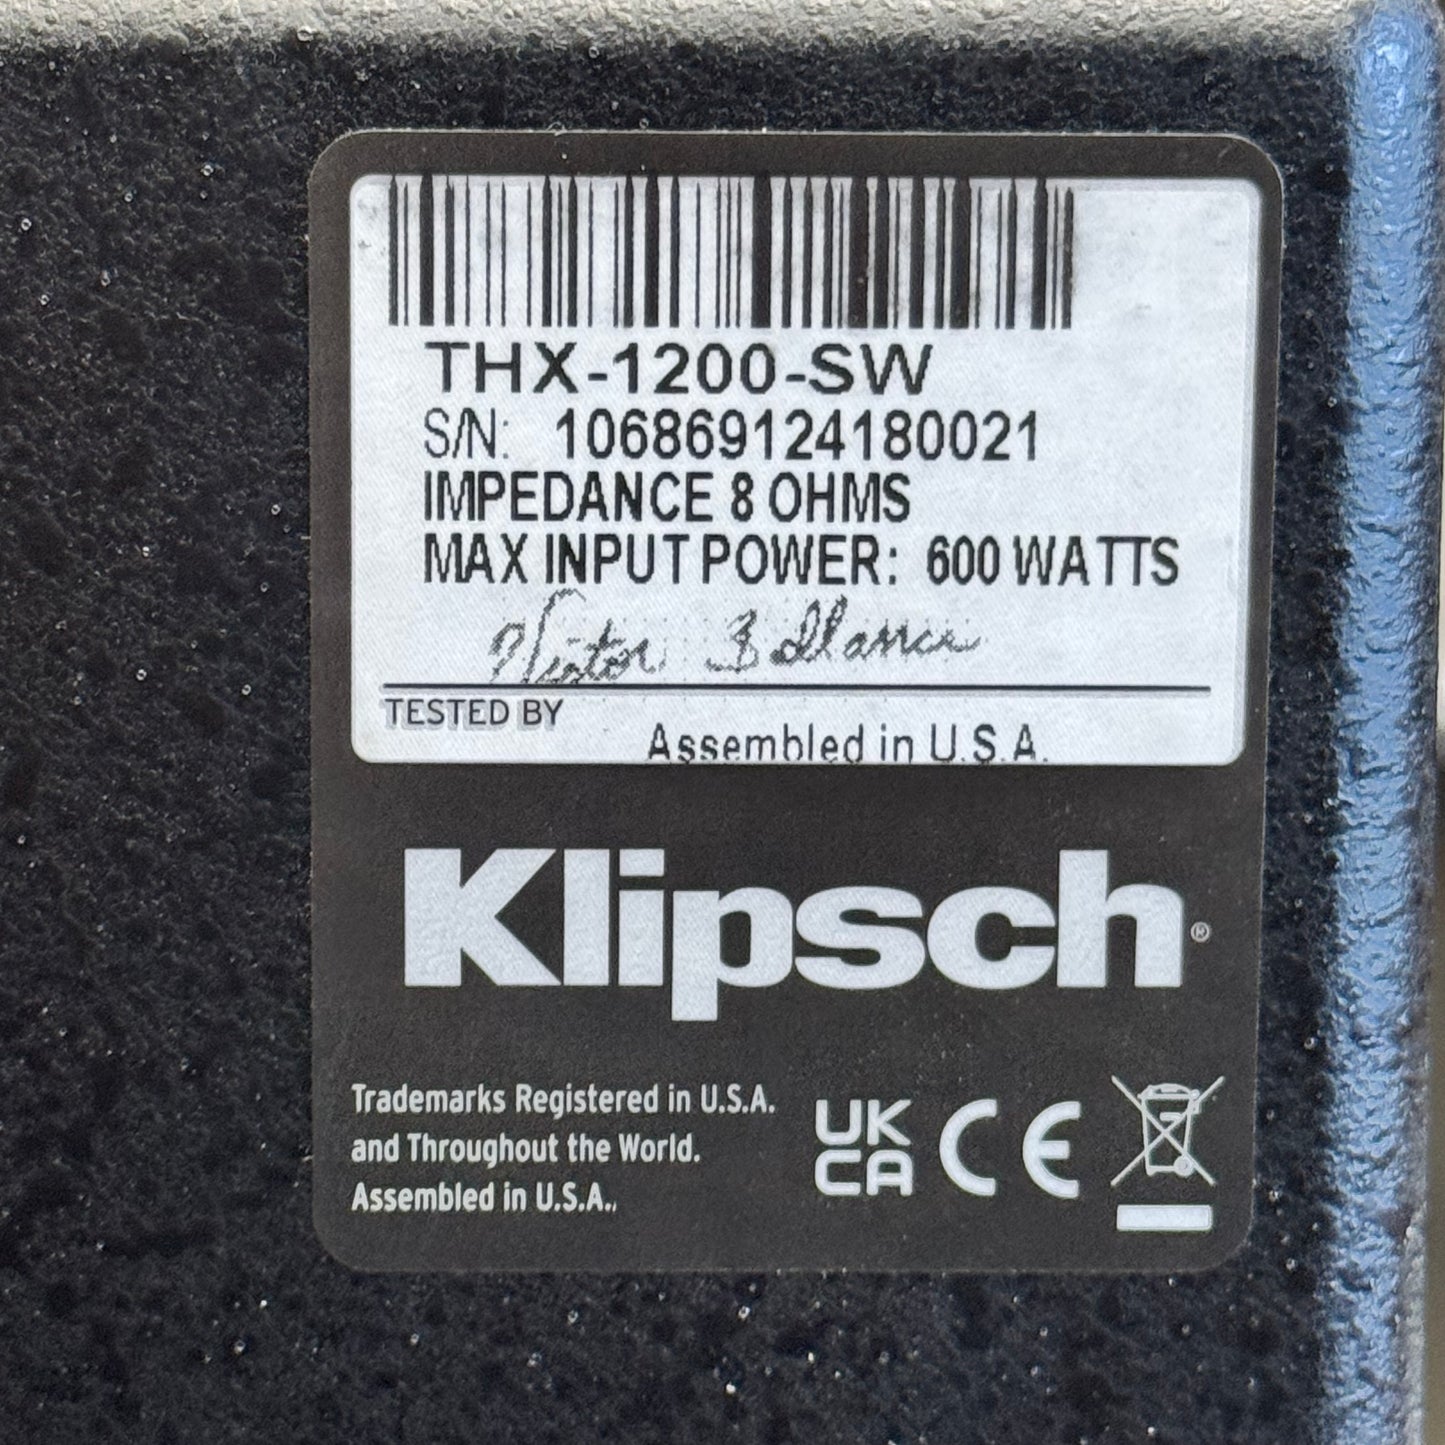 THX-1200-SW
S/N: 106869124180021
IMPEDANCE 8 OHMS
MAX INPUT POWER: 600 WATTS
TESTED BY
Assembled in U.S.A.
Klipsch®
Trademarks Registered in U.S.A.
and Throughout the World.
Assembled in U.S.A.,
UK
CA
CE